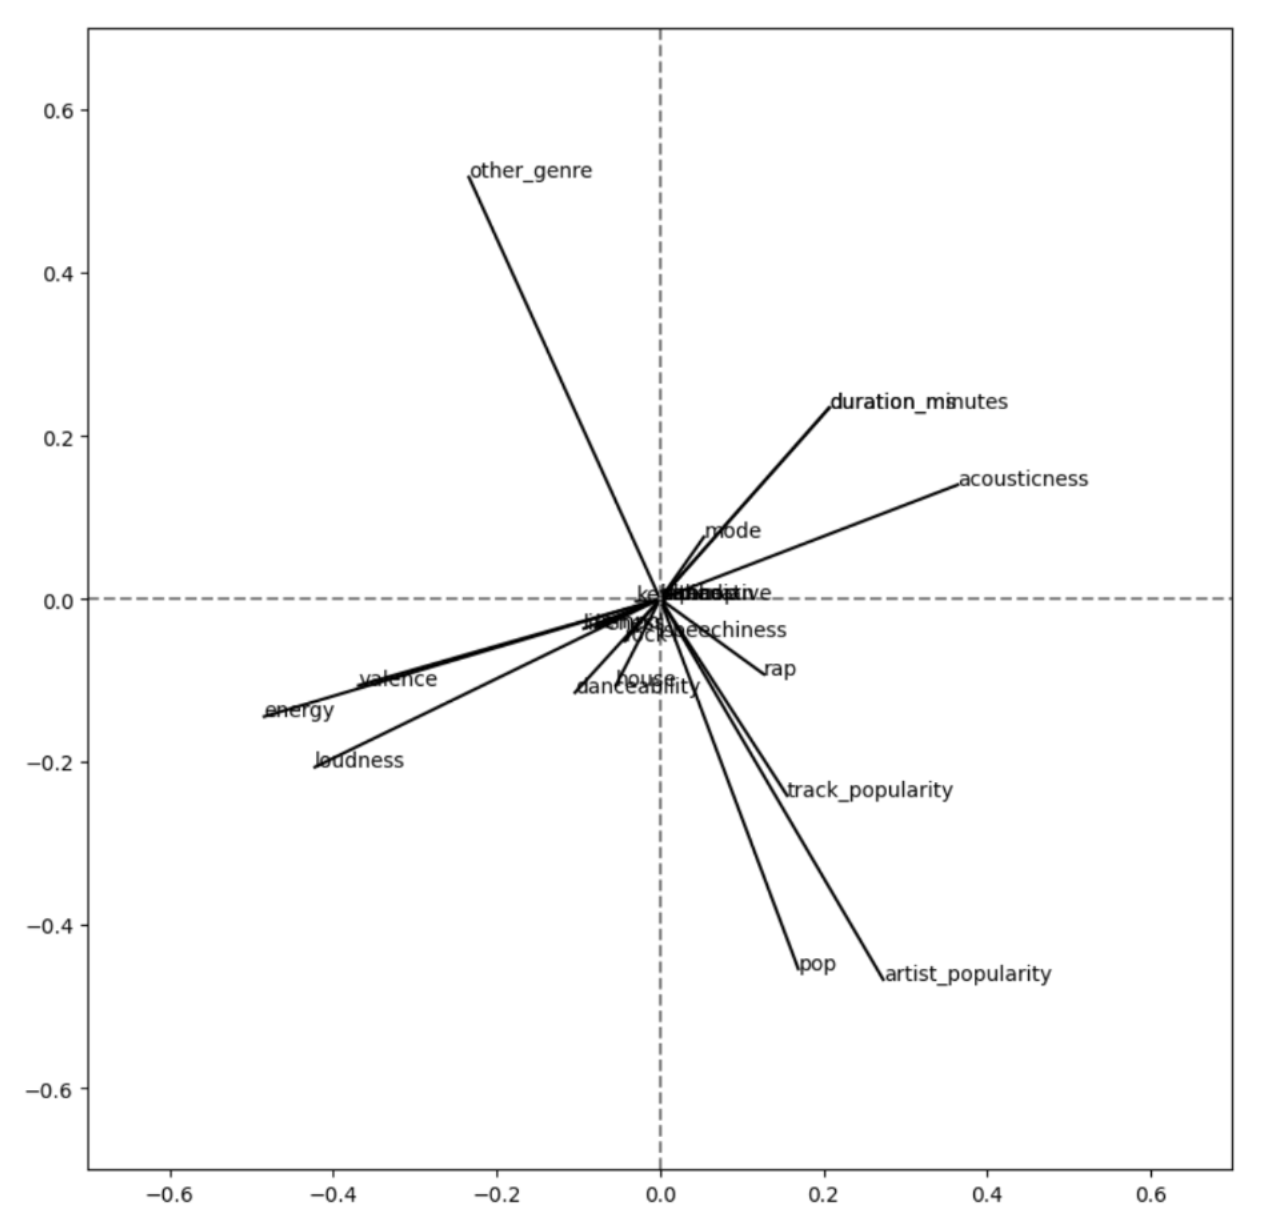 0.6
other_genre
0.4
duration_minutes
0.2
acousticness
mode
0.0
speechiness
rap
house
valence
danceability
energy
−0.2
loudness
track_popularity
−0.4
pop
artist_popularity
−0.6
−0.6 −0.4 −0.2 0.0 0.2 0.4 0.6